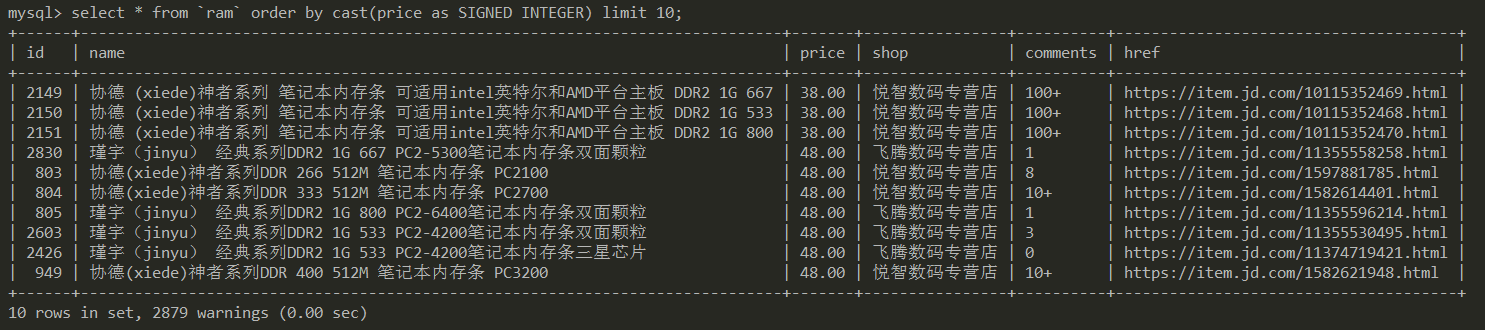 mysql> select * from `ram` order by cast(price as SIGNED INTEGER) limit 10;
| id | name | price | shop | comments | href |
| 2149 | 协德 (xiede)神者系列 笔记本内存条 可适用intel英特尔和AMD平台主板 DDR2 1G 667 | 38.00 | 悦智数码专营店 | 100+ | https://item.jd.com/10115352469.html |
| 2150 | 协德 (xiede)神者系列 笔记本内存条 可适用intel英特尔和AMD平台主板 DDR2 1G 533 | 38.00 | 悦智数码专营店 | 100+ | https://item.jd.com/10115352468.html |
| 2151 | 协德 (xiede)神者系列 笔记本内存条 可适用intel英特尔和AMD平台主板 DDR2 1G 800 | 38.00 | 悦智数码专营店 | 100+ | https://item.jd.com/10115352470.html |
| 2830 | 瑾宇（jinyu） 经典系列DDR2 1G 667 PC2-5300笔记本内存条双面颗粒 | 48.00 | 飞腾数码专营店 | 1 | https://item.jd.com/11355558258.html |
| 803 | 协德(xiede)神者系列DDR 266 512M 笔记本内存条 PC2100 | 48.00 | 悦智数码专营店 | 8 | https://item.jd.com/1597881785.html |
| 804 | 协德(xiede)神者系列DDR 333 512M 笔记本内存条 PC2700 | 48.00 | 悦智数码专营店 | 10+ | https://item.jd.com/1582614401.html |
| 805 | 瑾宇（jinyu） 经典系列DDR2 1G 800 PC2-6400笔记本内存条双面颗粒 | 48.00 | 飞腾数码专营店 | 1 | https://item.jd.com/11355596214.html |
| 2603 | 瑾宇（jinyu） 经典系列DDR2 1G 533 PC2-4200笔记本内存条双面颗粒 | 48.00 | 飞腾数码专营店 | 3 | https://item.jd.com/11355530495.html |
| 2426 | 瑾宇（jinyu） 经典系列DDR2 1G 533 PC2-4200笔记本内存条三星芯片 | 48.00 | 飞腾数码专营店 | 0 | https://item.jd.com/11374719421.html |
| 949 | 协德(xiede)神者系列DDR 400 512M 笔记本内存条 PC3200 | 48.00 | 悦智数码专营店 | 10+ | https://item.jd.com/1582621948.html |
10 rows in set, 2879 warnings (0.00 sec)